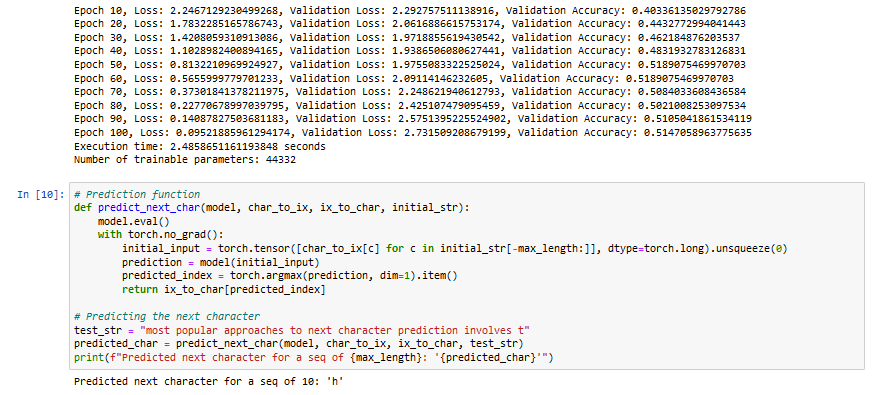 Epoch 10, Loss: 2.2467129230499268, Validation Loss: 2.292757511138916, Validation Accuracy: 0.40336135029792786
Epoch 20, Loss: 1.7832285165786743, Validation Loss: 2.0616886615753174, Validation Accuracy: 0.4432772994041443
Epoch 30, Loss: 1.4208059310913086, Validation Loss: 1.9718855619430542, Validation Accuracy: 0.462184876203537
Epoch 40, Loss: 1.1028982400894165, Validation Loss: 1.9386506080627441, Validation Accuracy: 0.4831932783126831
Epoch 50, Loss: 0.8132210969924927, Validation Loss: 1.9755083322525024, Validation Accuracy: 0.5189075469970703
Epoch 60, Loss: 0.5655999779701233, Validation Loss: 2.09114146232605, Validation Accuracy: 0.5189075469970703
Epoch 70, Loss: 0.37301841378211975, Validation Loss: 2.248621940612793, Validation Accuracy: 0.5084033608436584
Epoch 80, Loss: 0.22770678997039795, Validation Loss: 2.425107479095459, Validation Accuracy: 0.5021008253097534
Epoch 90, Loss: 0.14087827503681183, Validation Loss: 2.5751395225524902, Validation Accuracy: 0.5105041861534119
Epoch 100, Loss: 0.09521885961294174, Validation Loss: 2.731509208679199, Validation Accuracy: 0.5147058963775635
Execution time: 2.4858651161193848 seconds
Number of trainable parameters: 44332
In [10]: # Prediction function
def predict_next_char(model, char_to_ix, ix_to_char, initial_str):
    model.eval()
    with torch.no_grad():
        initial_input = torch.tensor([char_to_ix[c] for c in initial_str[-max_length:]], dtype=torch.long).unsqueeze(0)
        prediction = model(initial_input)
        predicted_index = torch.argmax(prediction, dim=1).item()
        return ix_to_char[predicted_index]
# Predicting the next character
test_str = "most popular approaches to next character prediction involves t"
predicted_char = predict_next_char(model, char_to_ix, ix_to_char, test_str)
print(f"Predicted next character for a seq of {max_length}: '{predicted_char}'")
Predicted next character for a seq of 10: 'h'